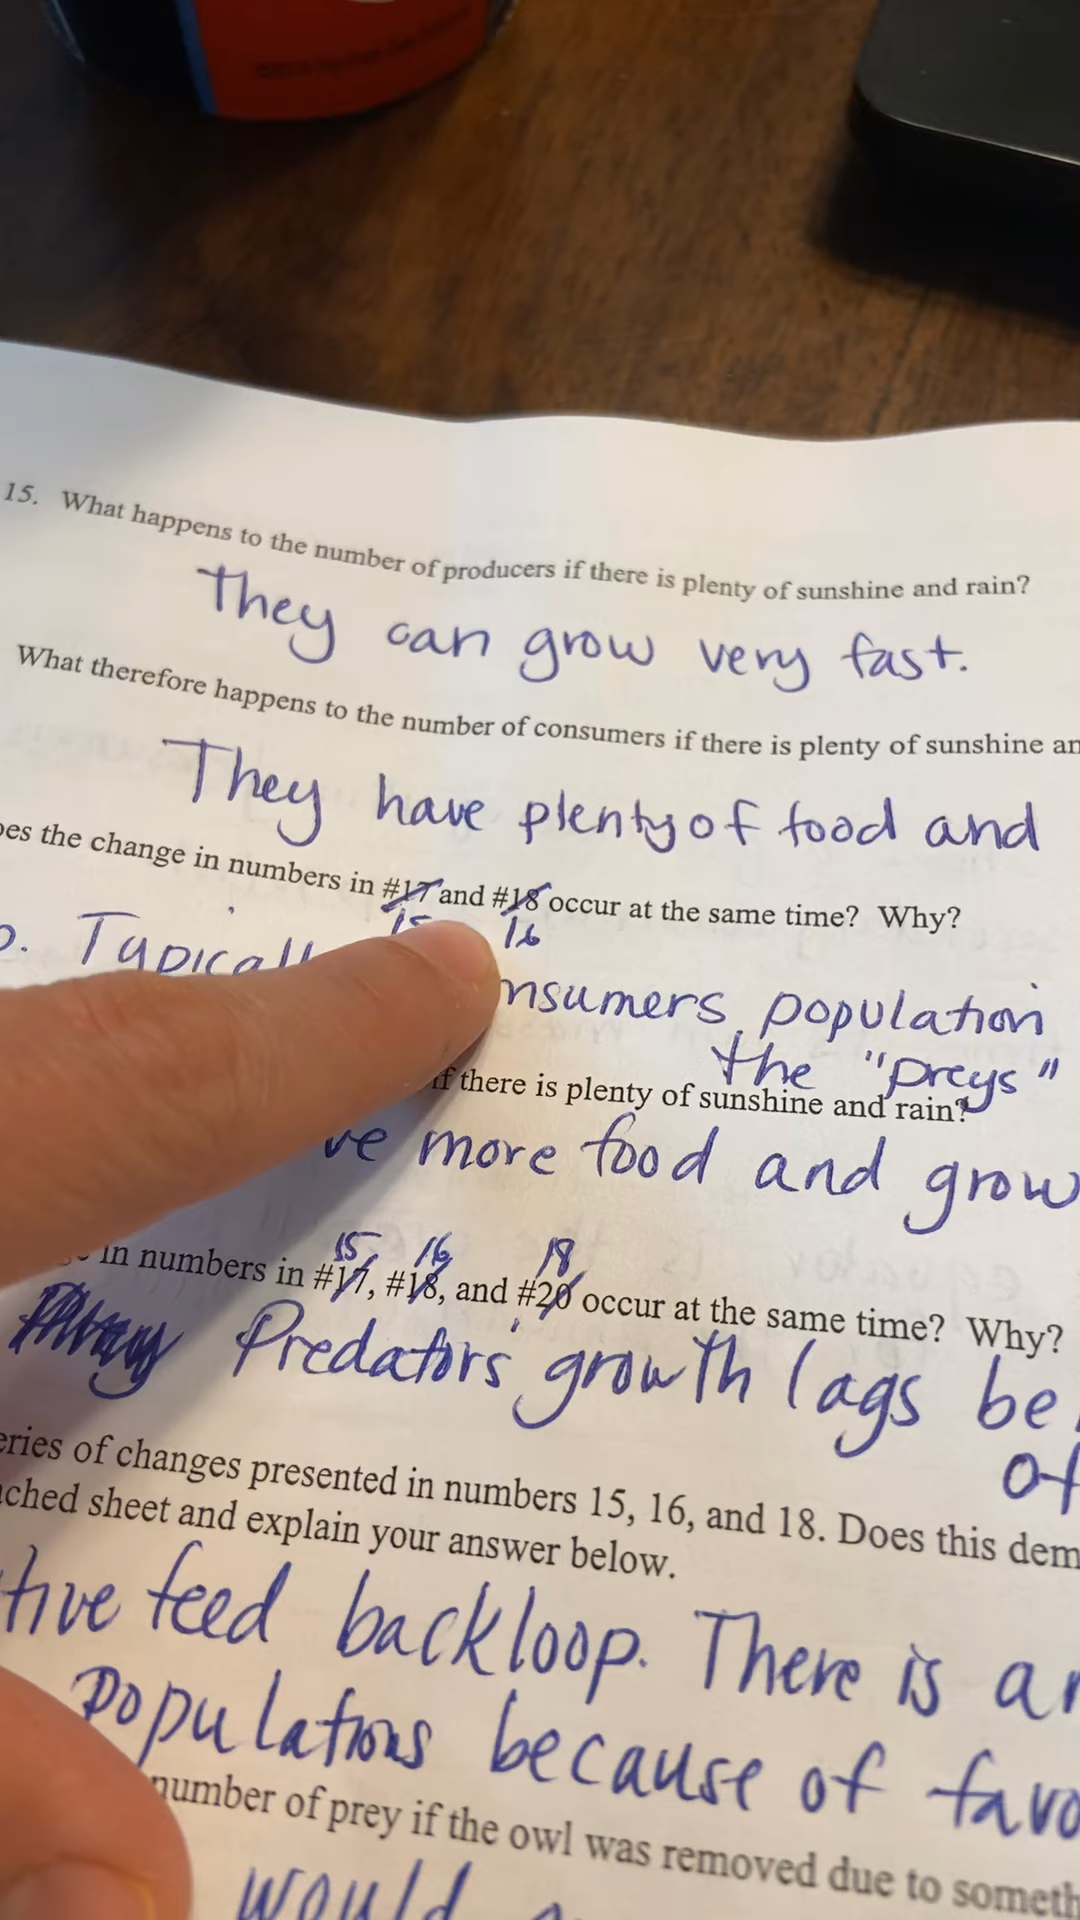 15. What happens to the number of producers if there is plenty of sunshine and rain?
They can grow very fast.
What therefore happens to the number of consumers if there is plenty of sunshine an
They have plenty of food and
oes the change in numbers in #17 and #18 occur at the same time? Why?
15 16
o. Typicall nsumers population
the "preys"
if there is plenty of sunshine and rain?
ve more food and grow
15, 16, 18
in numbers in #17, #18, and #20 occur at the same time? Why?
Predators' growth lags be
of
eries of changes presented in numbers 15, 16, and 18. Does this dem
ached sheet and explain your answer below.
tive feed backloop. There is a
populations because of favo
number of prey if the owl was removed due to someth
would